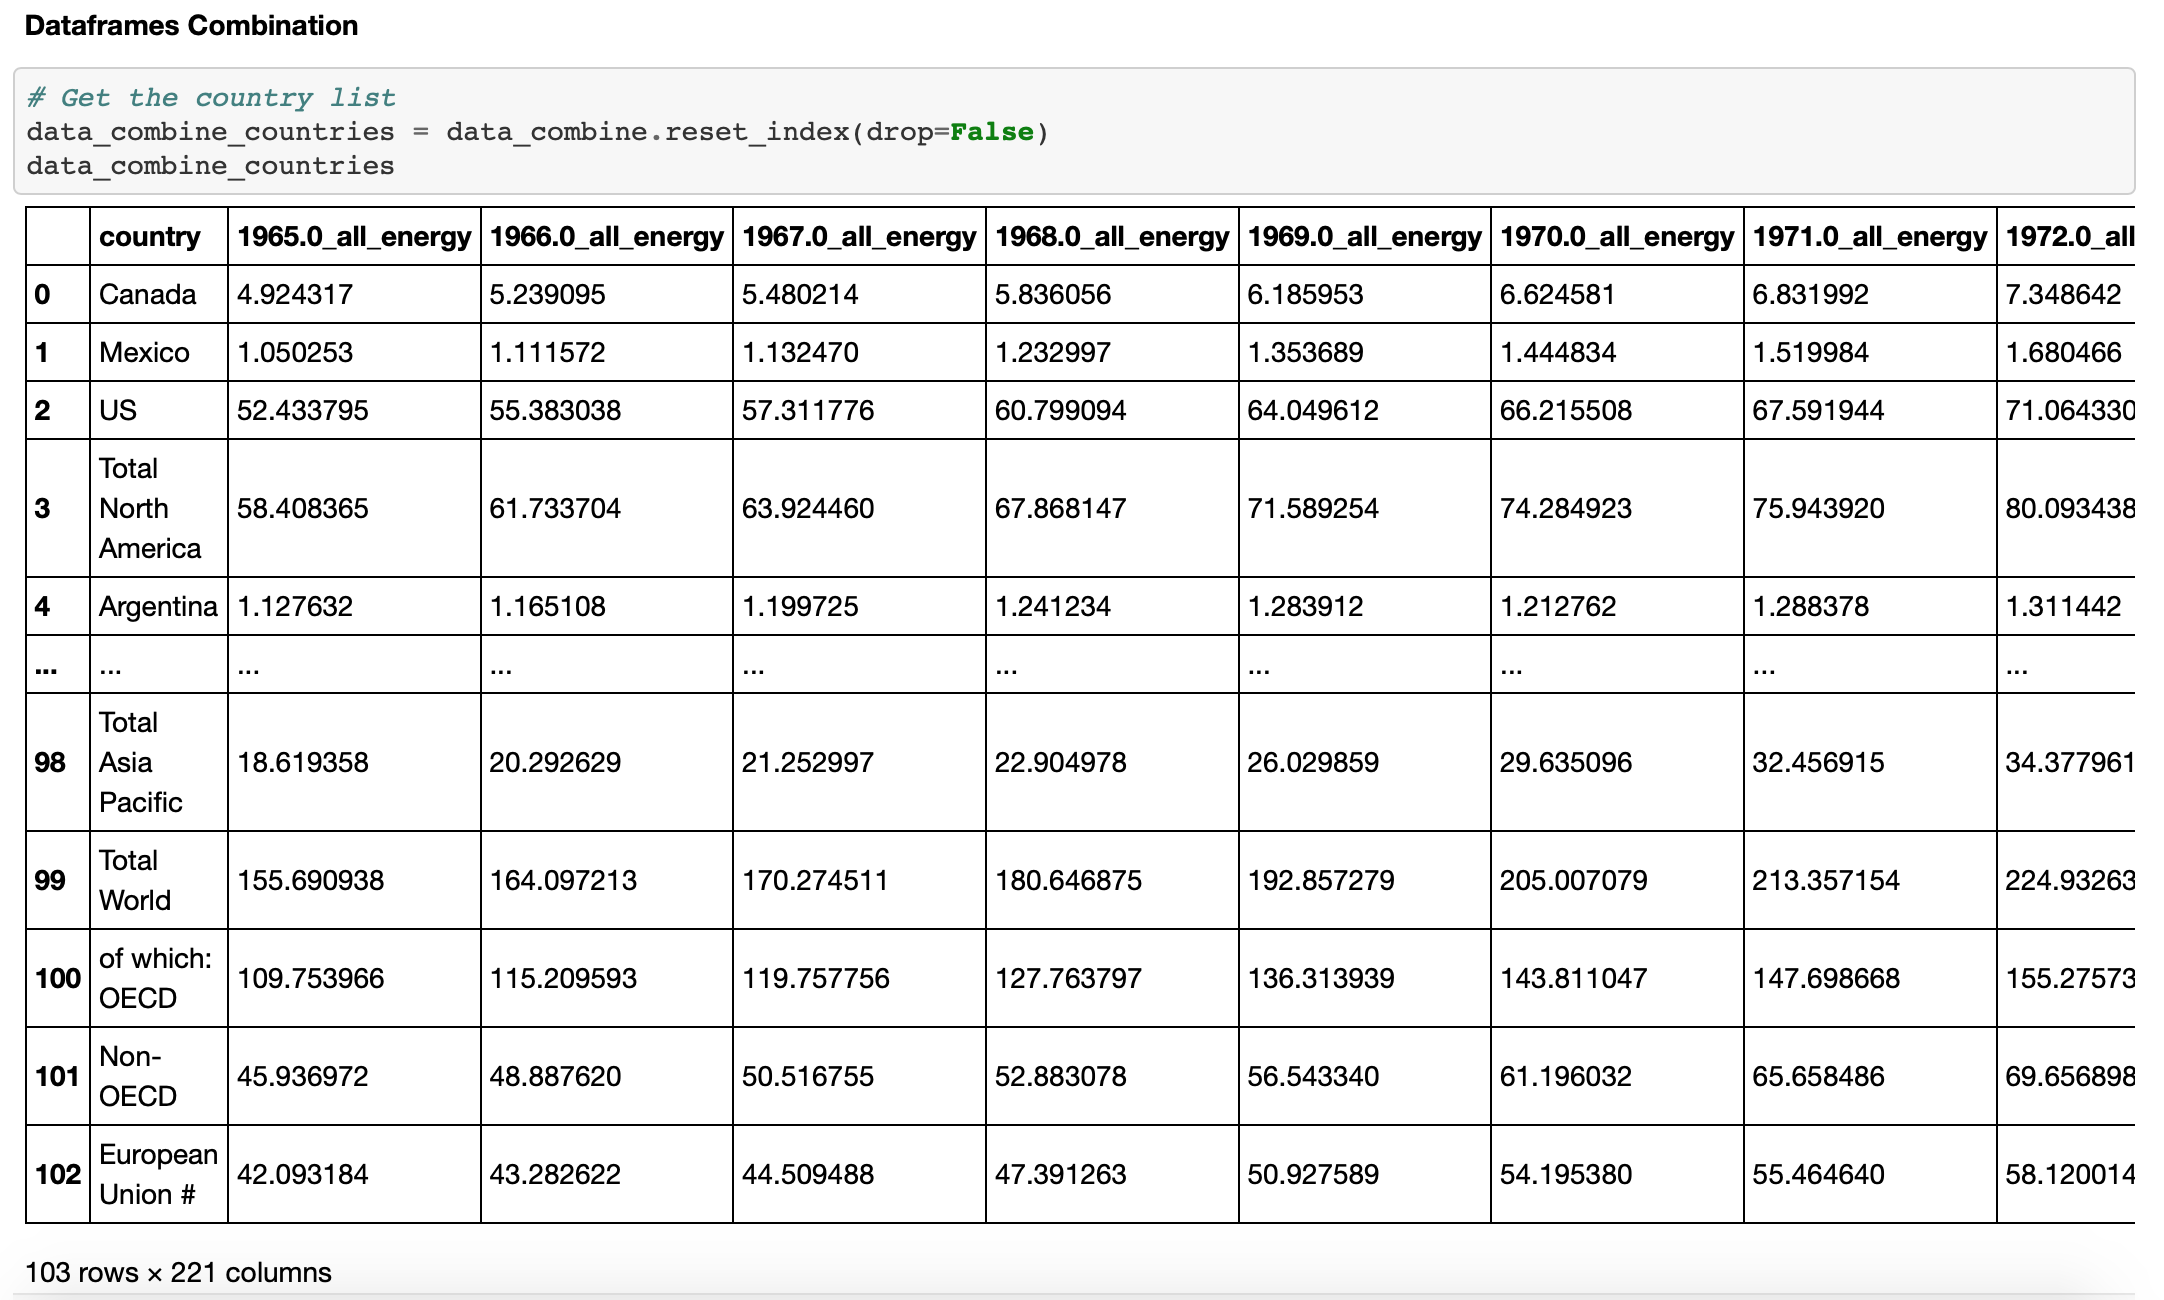 Dataframes Combination
# Get the country list
data_combine_countries = data_combine.reset_index(drop=False)
data_combine_countries
country 1965.0_all_energy 1966.0_all_energy 1967.0_all_energy 1968.0_all_energy 1969.0_all_energy 1970.0_all_energy 1971.0_all_energy 1972.0_all
0 Canada 4.924317 5.239095 5.480214 5.836056 6.185953 6.624581 6.831992 7.348642
1 Mexico 1.050253 1.111572 1.132470 1.232997 1.353689 1.444834 1.519984 1.680466
2 US 52.433795 55.383038 57.311776 60.799094 64.049612 66.215508 67.591944 71.064330
Total
3 North 58.408365 61.733704 63.924460 67.868147 71.589254 74.284923 75.943920 80.093438
America
4 Argentina 1.127632 1.165108 1.199725 1.241234 1.283912 1.212762 1.288378 1.311442
... ... ... ... ... ... ... ... ... ...
Total
98 Asia 18.619358 20.292629 21.252997 22.904978 26.029859 29.635096 32.456915 34.377961
Pacific
99 Total World 155.690938 164.097213 170.274511 180.646875 192.857279 205.007079 213.357154 224.93263
100 of which: OECD 109.753966 115.209593 119.757756 127.763797 136.313939 143.811047 147.698668 155.27573
101 Non-OECD 45.936972 48.887620 50.516755 52.883078 56.543340 61.196032 65.658486 69.656898
102 European Union # 42.093184 43.282622 44.509488 47.391263 50.927589 54.195380 55.464640 58.120014
103 rows × 221 columns